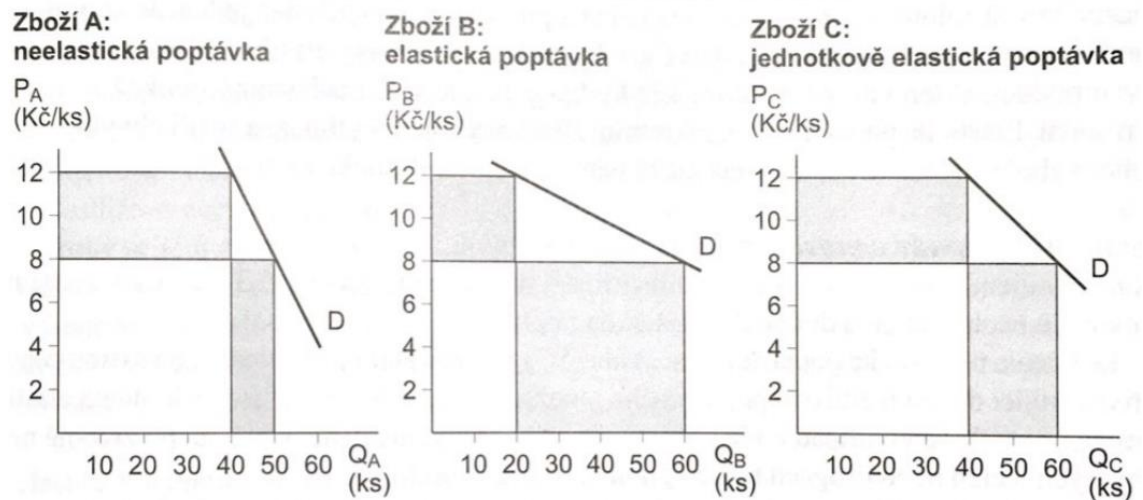 Zboží A:
neelastická poptávka
P_A
(Kč/ks)
12
10
8
6
4
2
D
10 20 30 40 50 60 Q_A
(ks)
Zboží B:
elastická poptávka
P_B
(Kč/ks)
12
10
8
6
4
2
D
10 20 30 40 50 60 Q_B
(ks)
Zboží C:
jednotkově elastická poptávka
P_C
(Kč/ks)
12
10
8
6
4
2
D
10 20 30 40 50 60 Q_C
(ks)